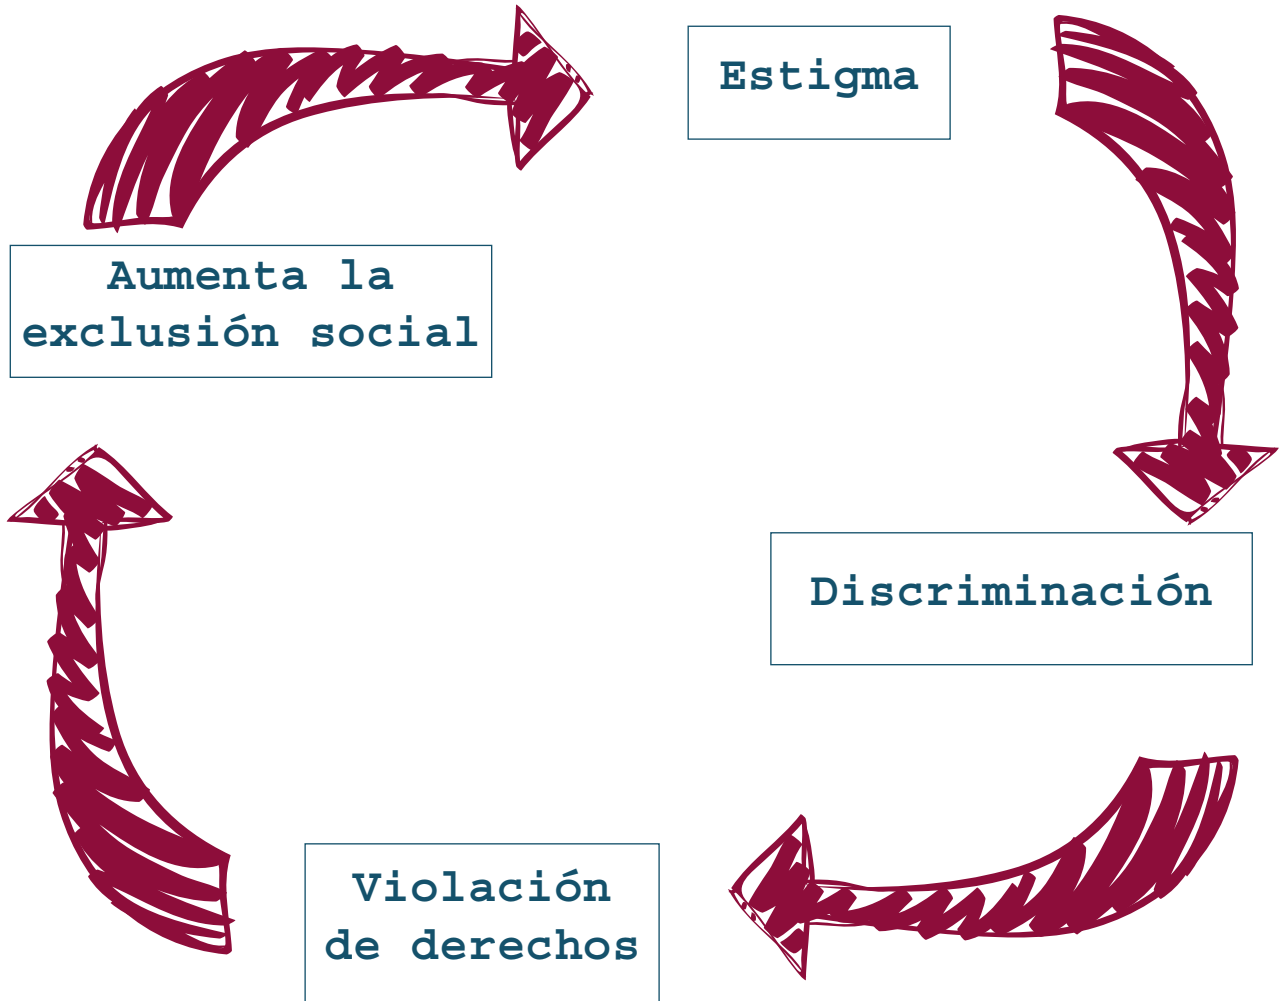 Estigma
Aumenta la
exclusión social
Discriminación
Violación
de derechos